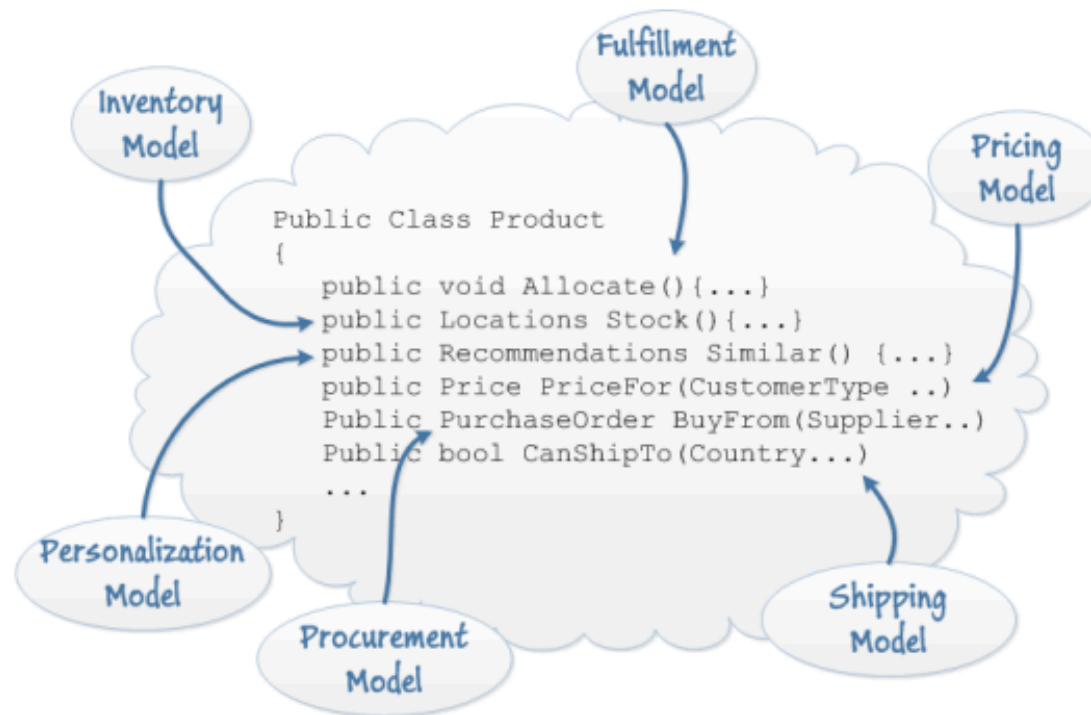 Fulfillment
Model
Inventory
Model
Pricing
Model
Public Class Product
{
public void Allocate(){...}
public Locations Stock(){...}
public Recommendations Similar() {...}
public Price PriceFor(CustomerType ..)
Public PurchaseOrder BuyFrom(Supplier..)
Public bool CanShipTo(Country...)
...
}
Personalization
Model
Procurement
Model
Shipping
Model